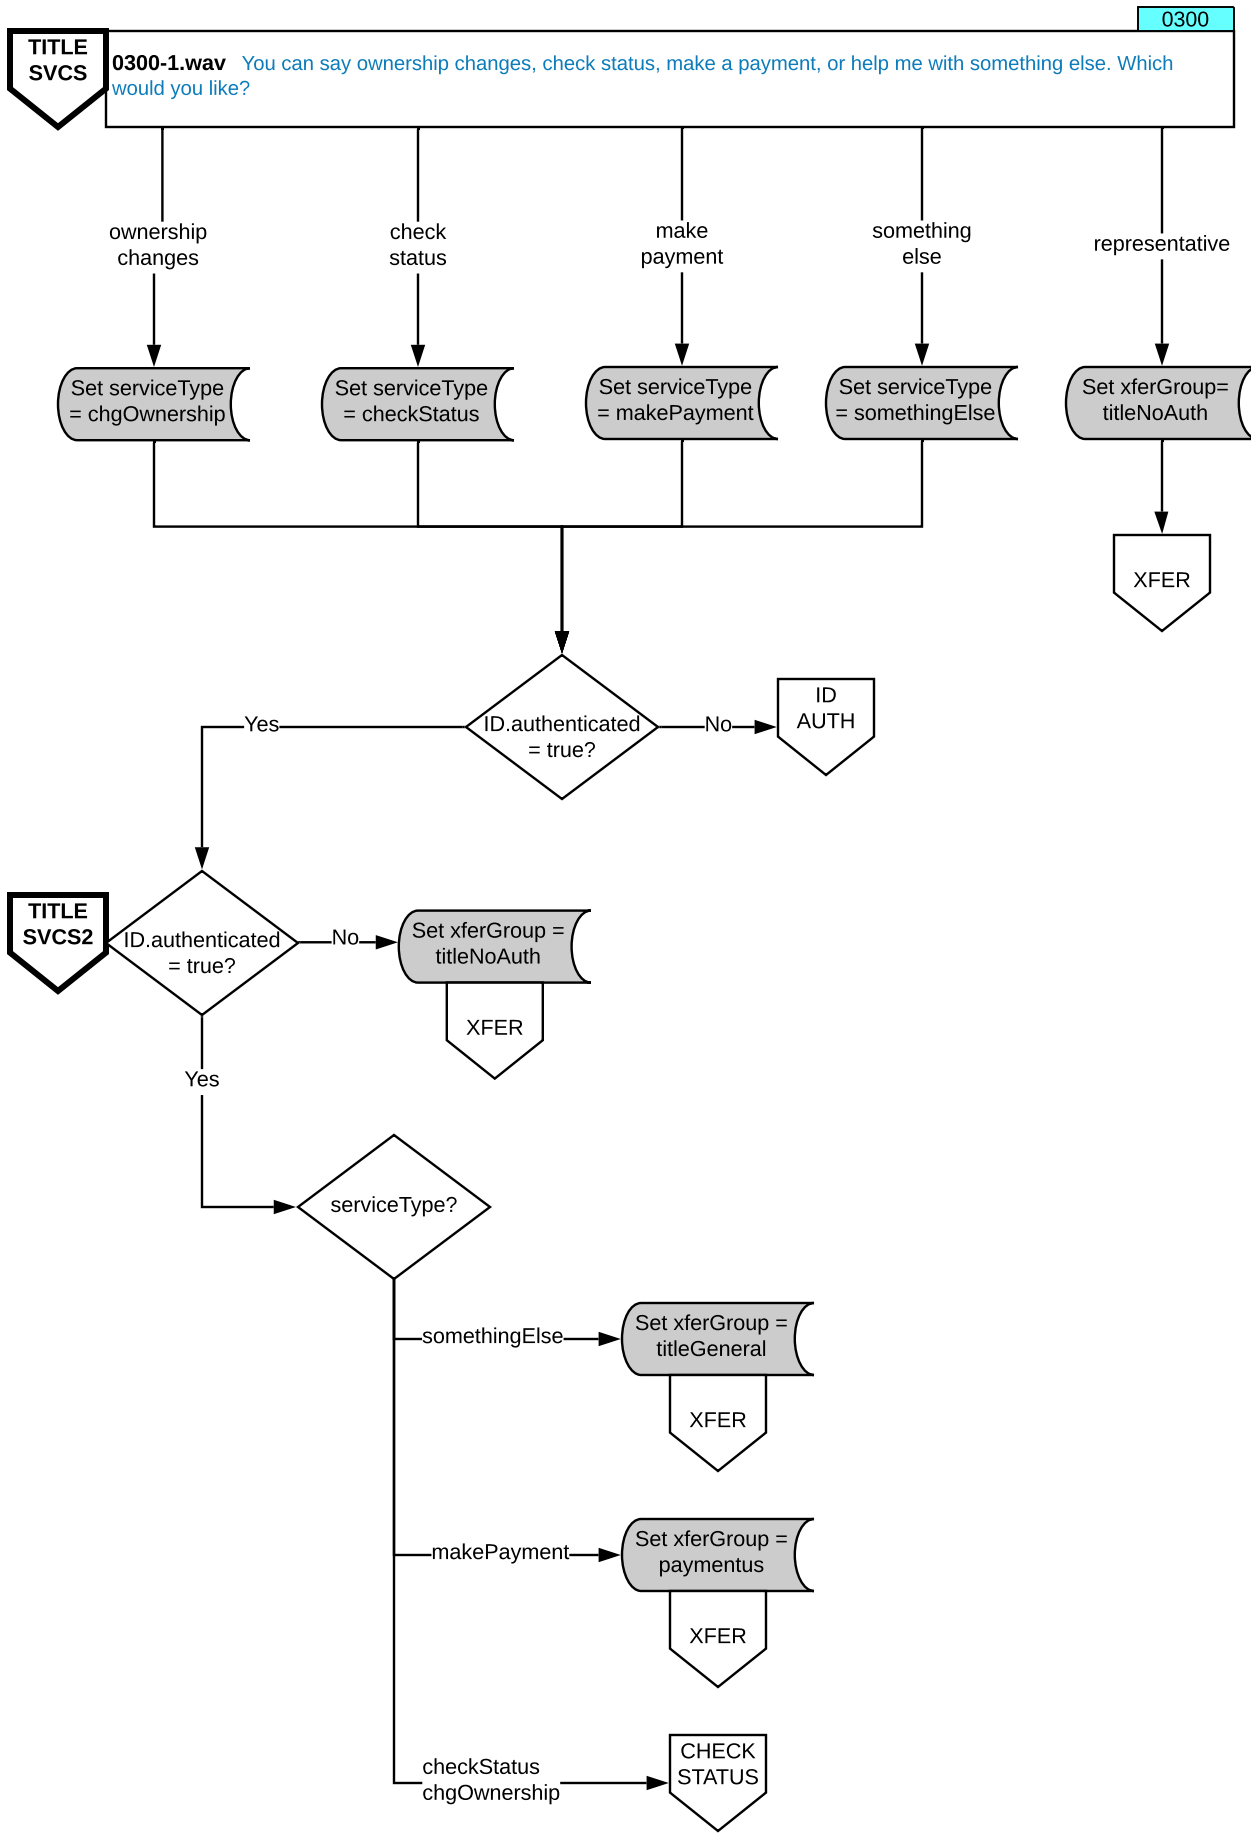 0300
TITLE
SVCS
0300-1.wav You can say ownership changes, check status, make a payment, or help me with something else. Which
would you like?
ownership
changes
check
status
make
payment
something
else
representative
Set serviceType
= chgOwnership
Set serviceType
= checkStatus
Set serviceType
= makePayment
Set serviceType
= somethingElse
Set xferGroup=
titleNoAuth
XFER
ID.authenticated
= true?
Yes
No
ID
AUTH
TITLE
SVCS2
ID.authenticated
= true?
No
Set xferGroup =
titleNoAuth
XFER
Yes
serviceType?
somethingElse
Set xferGroup =
titleGeneral
XFER
makePayment
Set xferGroup =
paymentus
XFER
checkStatus
chgOwnership
CHECK
STATUS